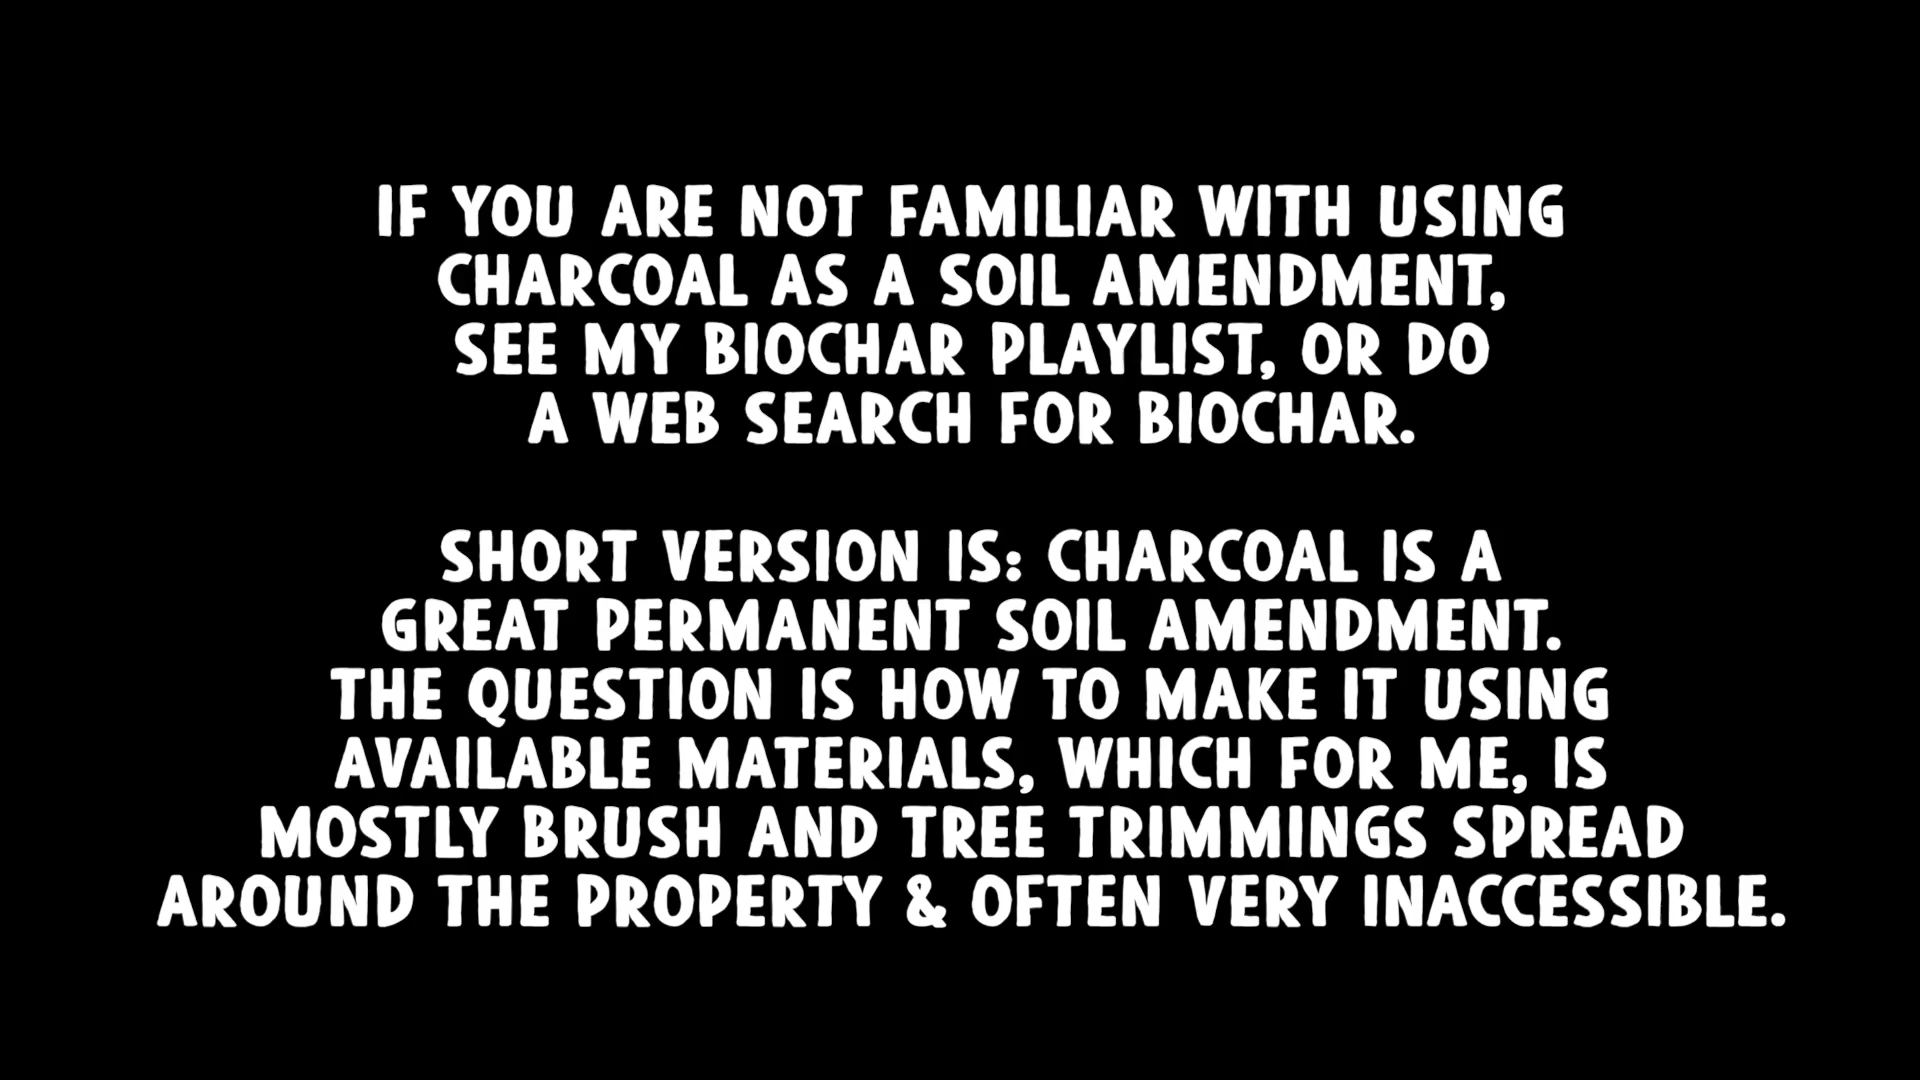 IF YOU ARE NOT FAMILIAR WITH USING
CHARCOAL AS A SOIL AMENDMENT,
SEE MY BIOCHAR PLAYLIST, OR DO
A WEB SEARCH FOR BIOCHAR.
SHORT VERSION IS: CHARCOAL IS A
GREAT PERMANENT SOIL AMENDMENT.
THE QUESTION IS HOW TO MAKE IT USING
AVAILABLE MATERIALS, WHICH FOR ME, IS
MOSTLY BRUSH AND TREE TRIMMINGS SPREAD
AROUND THE PROPERTY & OFTEN VERY INACCESSIBLE.